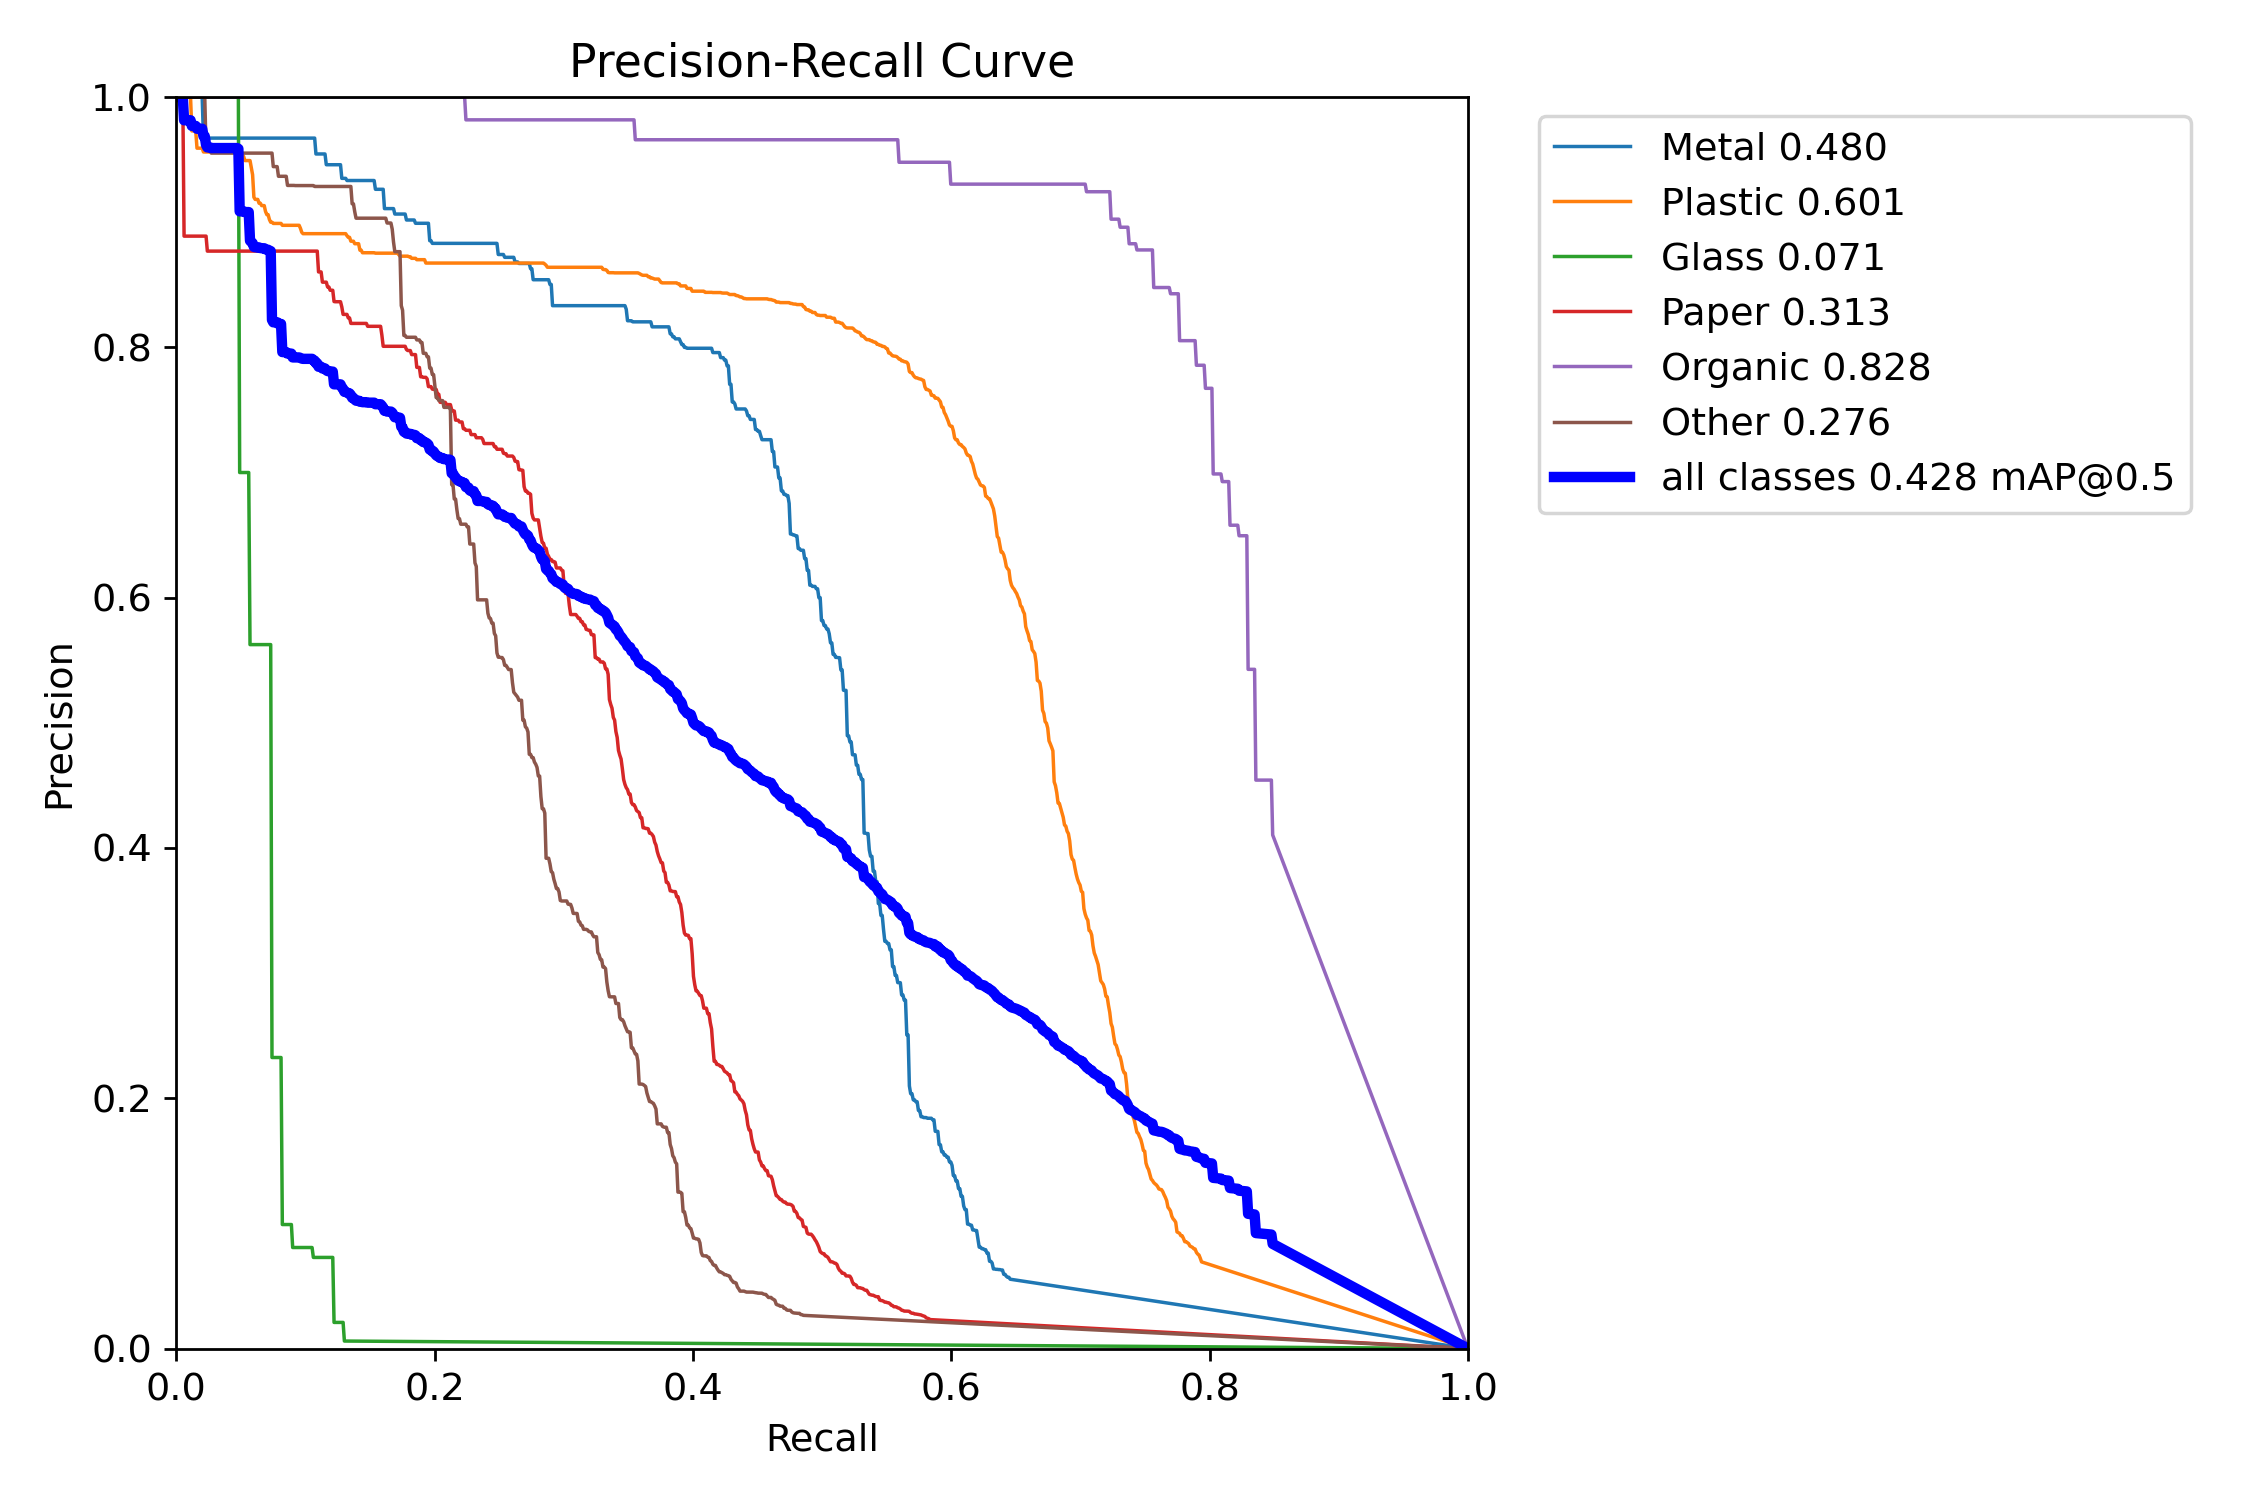 Precision-Recall Curve
1.0
0.8
0.6
0.4
0.2
0.0
Precision
0.0 0.2 0.4 0.6 0.8 1.0
Recall
Metal 0.480
Plastic 0.601
Glass 0.071
Paper 0.313
Organic 0.828
Other 0.276
all classes 0.428 mAP@0.5